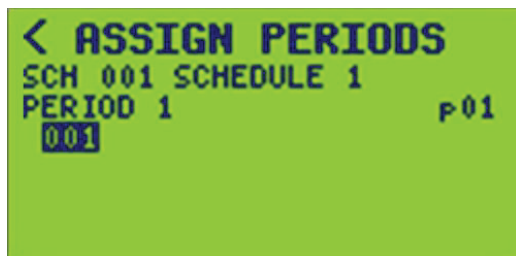 < ASSIGN PERIODS
SCH 001 SCHEDULE 1
PERIOD 1 p01
001